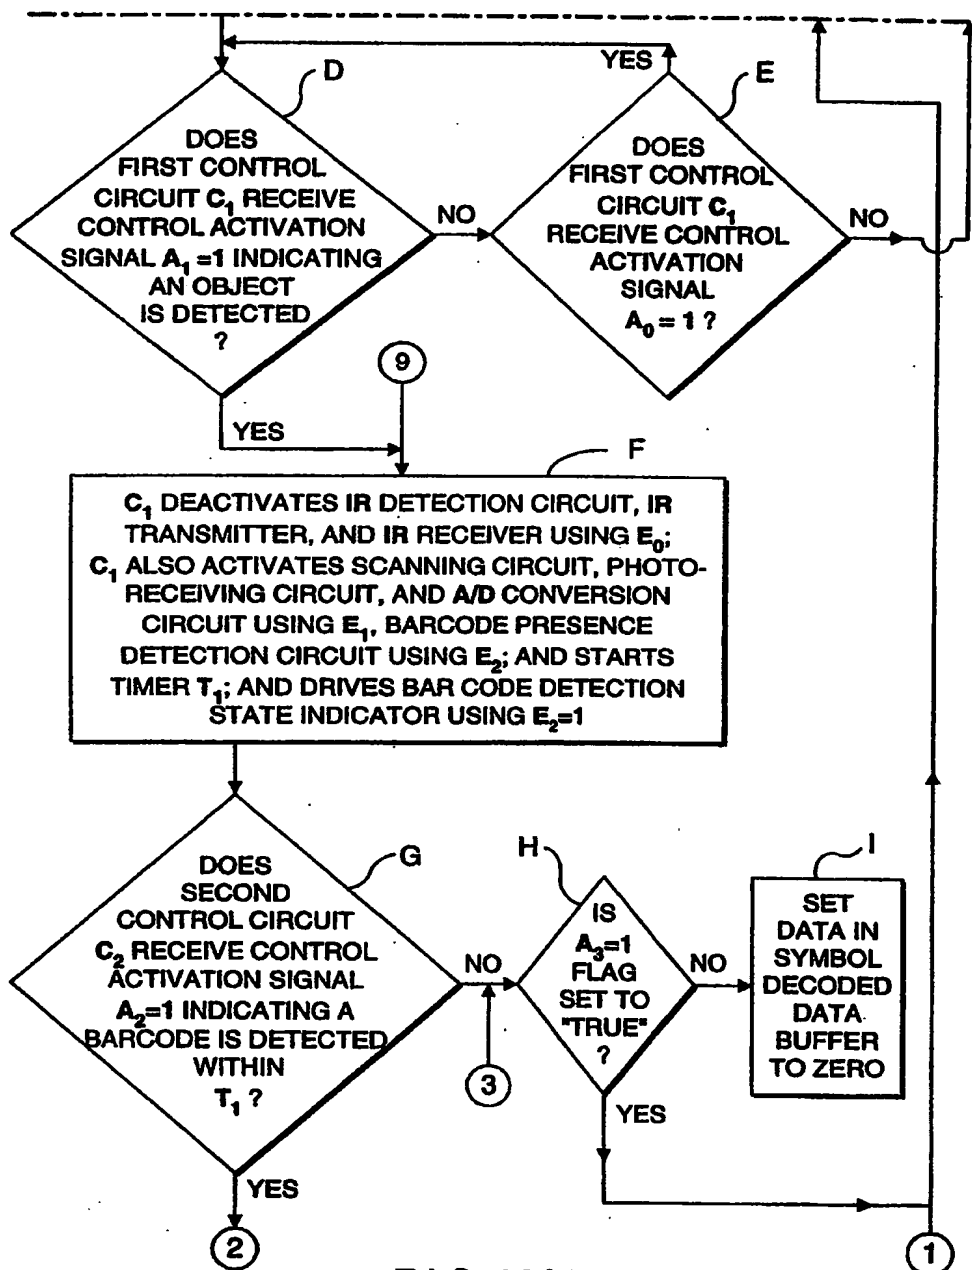 YES
D
E
DOES
FIRST CONTROL
CIRCUIT C₁ RECEIVE
CONTROL ACTIVATION
SIGNAL A₁ =1 INDICATING
AN OBJECT
IS DETECTED
?
NO
DOES
FIRST CONTROL
CIRCUIT C₁
RECEIVE CONTROL
ACTIVATION
SIGNAL
A₀ = 1 ?
NO
9
YES
F
C₁ DEACTIVATES IR DETECTION CIRCUIT, IR
TRANSMITTER, AND IR RECEIVER USING E₀;
C₁ ALSO ACTIVATES SCANNING CIRCUIT, PHOTO-
RECEIVING CIRCUIT, AND A/D CONVERSION
CIRCUIT USING E₁, BARCODE PRESENCE
DETECTION CIRCUIT USING E₂; AND STARTS
TIMER T₁; AND DRIVES BAR CODE DETECTION
STATE INDICATOR USING E₂=1
G
DOES
SECOND
CONTROL CIRCUIT
C₂ RECEIVE CONTROL
ACTIVATION SIGNAL
A₂=1 INDICATING A
BARCODE IS DETECTED
WITHIN
T₁ ?
NO
3
H
IS
A₃=1
FLAG
SET TO
"TRUE"
?
NO
I
SET
DATA IN
SYMBOL
DECODED
DATA
BUFFER
TO ZERO
YES
YES
2
1